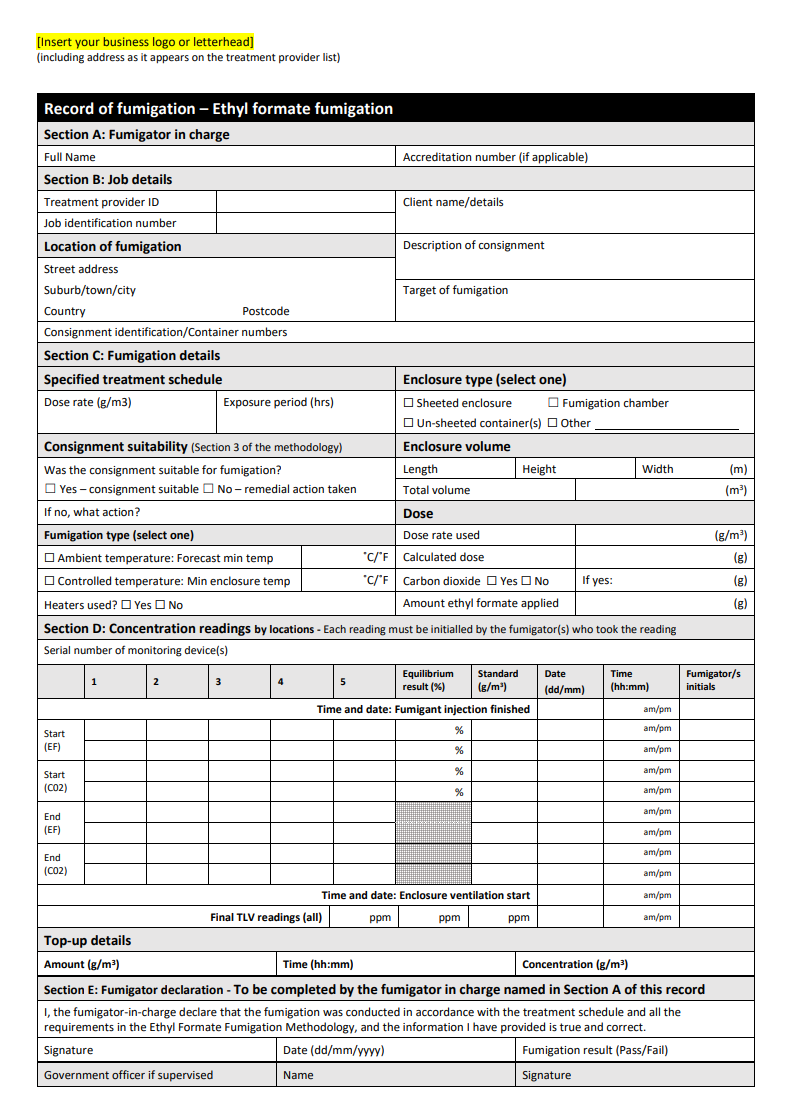 [Insert your business logo or letterhead]
(including address as it appears on the treatment provider list)
Record of fumigation – Ethyl formate fumigation
Section A: Fumigator in charge
Full Name
Accreditation number (if applicable)
Section B: Job details
Treatment provider ID
Client name/details
Job identification number
Location of fumigation
Description of consignment
Street address
Suburb/town/city
Target of fumigation
Country Postcode
Consignment identification/Container numbers
Section C: Fumigation details
Specified treatment schedule
Enclosure type (select one)
Dose rate (g/m3) Exposure period (hrs)
☐ Sheeted enclosure ☐ Fumigation chamber
☐ Un-sheeted container(s) ☐ Other
Consignment suitability (Section 3 of the methodology)
Enclosure volume
Was the consignment suitable for fumigation?
Length Height Width (m)
☐ Yes – consignment suitable ☐ No – remedial action taken
Total volume (m³)
If no, what action?
Dose
Fumigation type (select one)
Dose rate used (g/m³)
☐ Ambient temperature: Forecast min temp ˚C/˚F
Calculated dose (g)
☐ Controlled temperature: Min enclosure temp ˚C/˚F
Carbon dioxide ☐ Yes ☐ No If yes: (g)
Heaters used? ☐ Yes ☐ No
Amount ethyl formate applied (g)
Section D: Concentration readings by locations - Each reading must be initialled by the fumigator(s) who took the reading
Serial number of monitoring device(s)
1 2 3 4 5 Equilibrium result (%) Standard (g/m³) Date (dd/mm) Time (hh:mm) Fumigator/s initials
Time and date: Fumigant injection finished am/pm
Start (EF) % am/pm
% am/pm
Start (C02) % am/pm
% am/pm
End (EF) am/pm
am/pm
End (C02) am/pm
am/pm
Time and date: Enclosure ventilation start am/pm
Final TLV readings (all) ppm ppm ppm am/pm
Top-up details
Amount (g/m³) Time (hh:mm) Concentration (g/m³)
Section E: Fumigator declaration - To be completed by the fumigator in charge named in Section A of this record
I, the fumigator-in-charge declare that the fumigation was conducted in accordance with the treatment schedule and all the
requirements in the Ethyl Formate Fumigation Methodology, and the information I have provided is true and correct.
Signature Date (dd/mm/yyyy) Fumigation result (Pass/Fail)
Government officer if supervised Name Signature